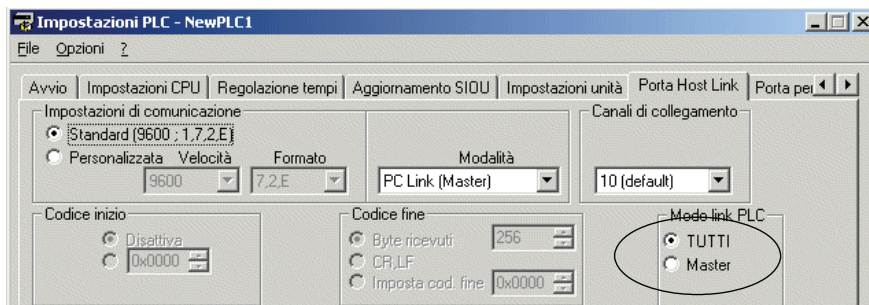 Impostazioni PLC - NewPLC1
File Opzioni ?
Avvio Impostazioni CPU Regolazione tempi Aggiornamento SIOU Impostazioni unità Porta Host Link Porta per
Impostazioni di comunicazione Canali di collegamento
Standard (9600 ; 1,7,2,E)
Personalizzata Velocità Formato Modalità
9600 7,2,E PC Link (Master) 10 (default)
Codice inizio Codice fine Modo link PLC
Disattiva Byte ricevuti 256 TUTTI
0x0000 CR,LF Master
Imposta cod. fine 0x0000